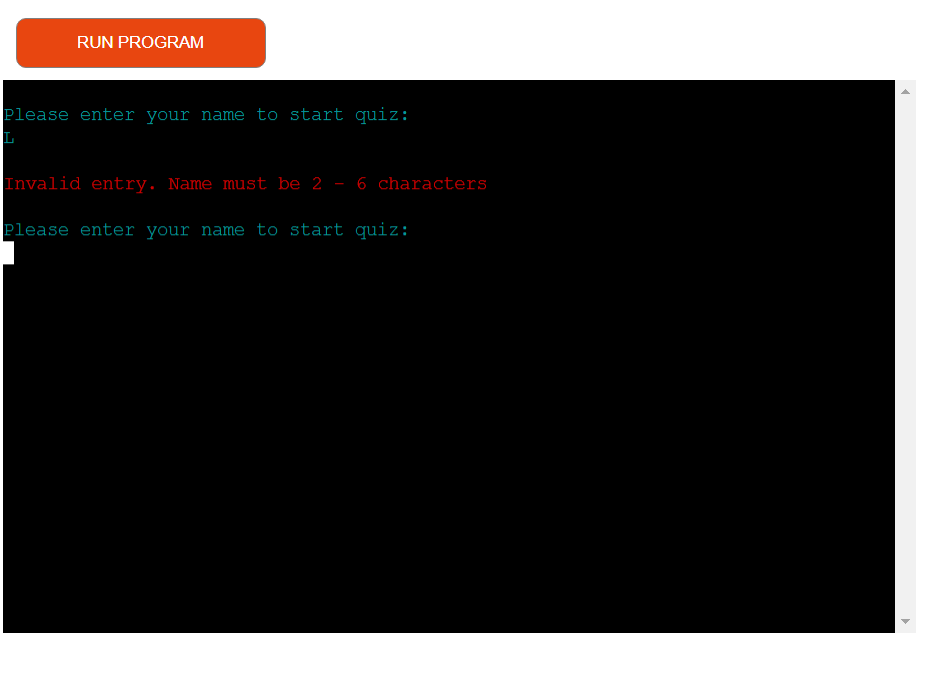 RUN PROGRAM
Please enter your name to start quiz:
L
Invalid entry. Name must be 2 - 6 characters
Please enter your name to start quiz: